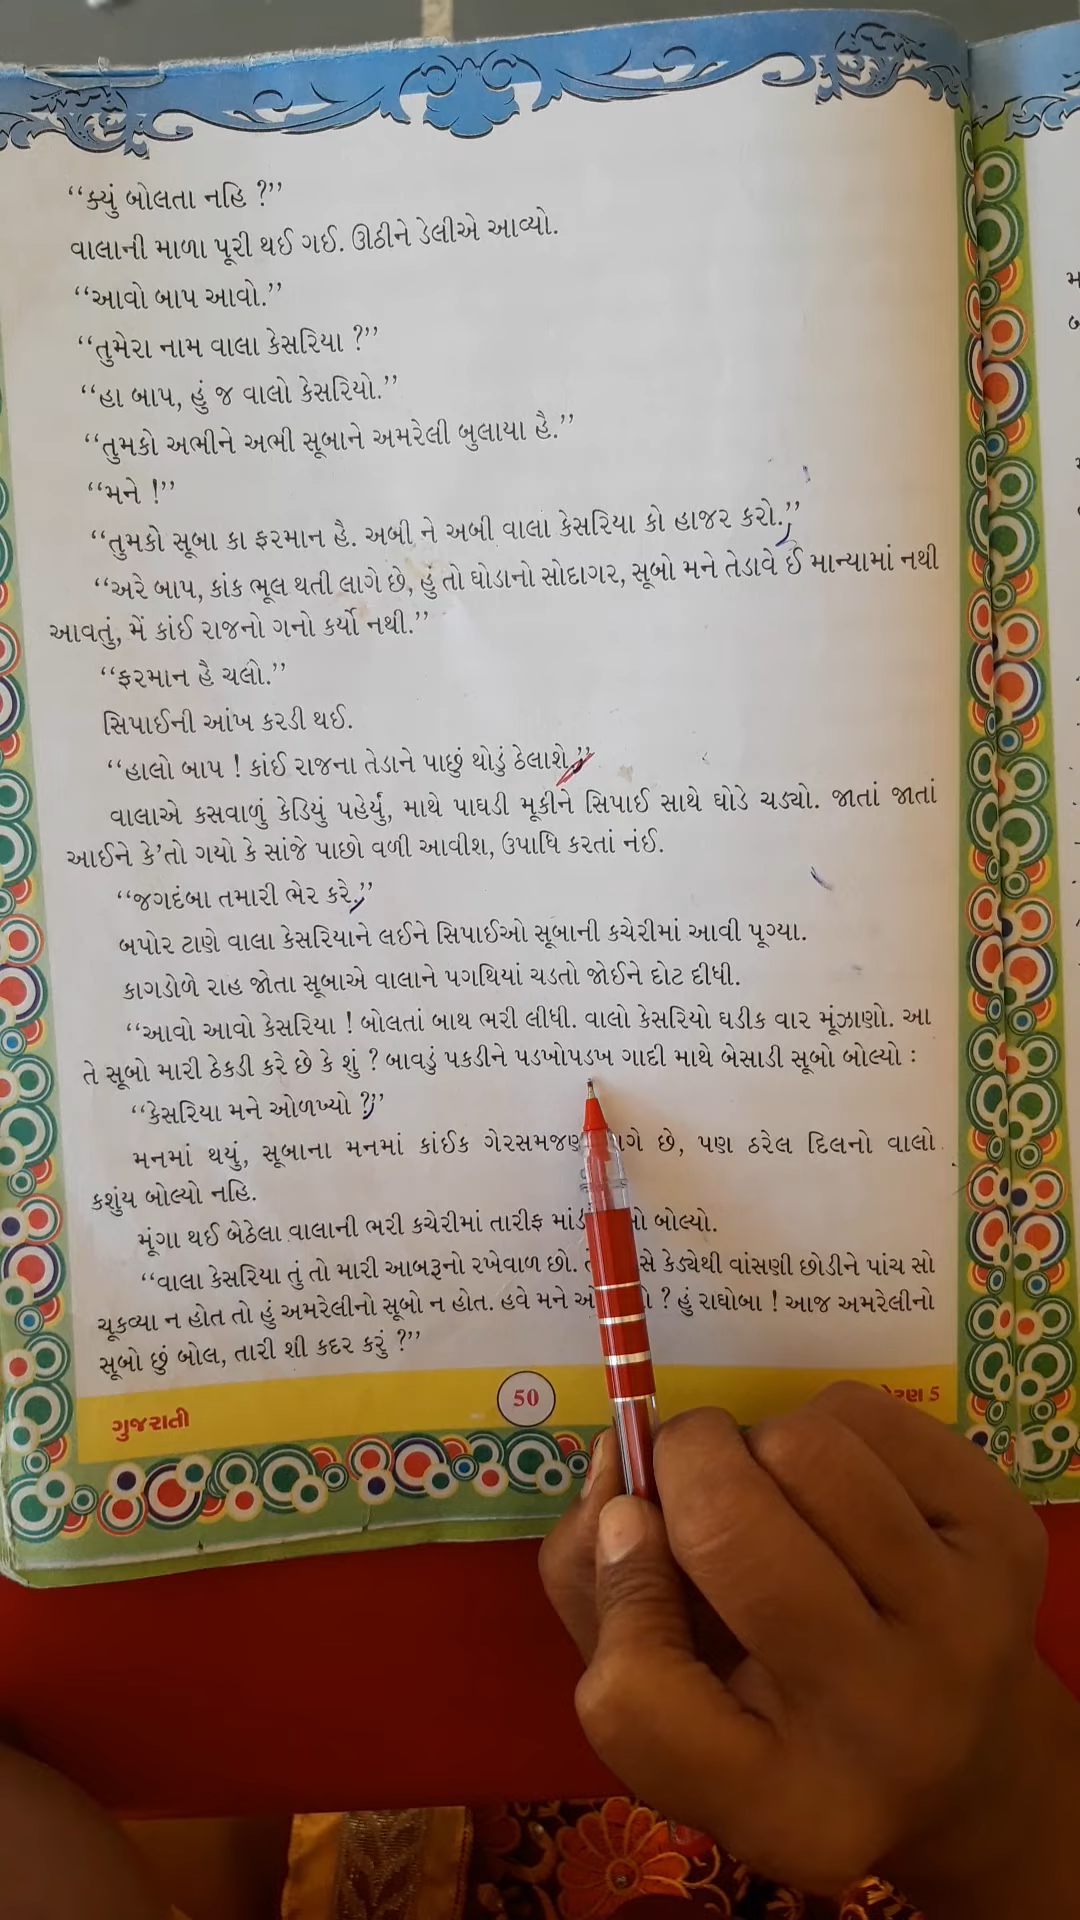 “ક્યું બોલતા નહિ ?”
વાલાની માળા પૂરી થઈ ગઈ. ઊઠીને ડેલીએ આવ્યો.
“આવો બાપ આવો.”
“તુમેરા નામ વાલા કેસરિયા ?”
“હા બાપ, હું જ વાલો કેસરિયો.”
“તુમકો અભીને અભી સૂબાને અમરેલી બુલાયા હૈ.”
“મને !”
“તુમકો સૂબા કા ફરમાન હૈ. અબી ને અબી વાલા કેસરિયા કો હાજર કરો.”
“અરે બાપ, કાંક ભૂલ થતી લાગે છે, હું તો ઘોડાનો સોદાગર, સૂબો મને તેડાવે ઈ માન્યામાં નથી
આવતું, મેં કાંઈ રાજનો ગનો કર્યો નથી.”
“ફરમાન હૈ ચલો.”
સિપાઈની આંખ કરડી થઈ.
“હાલો બાપ ! કાંઈ રાજના તેડાને પાછું થોડું ઠેલાશે.”
વાલાએ કસવાળું કેડિયું પહેર્યું, માથે પાઘડી મૂકીને સિપાઈ સાથે ઘોડે ચડ્યો. જાતાં જાતાં
આઈને કે’તો ગયો કે સાંજે પાછો વળી આવીશ, ઉપાધિ કરતાં નંઈ.
“જગદંબા તમારી ભેર કરે.”
બપોર ટાણે વાલા કેસરિયાને લઈને સિપાઈઓ સૂબાની કચેરીમાં આવી પૂગ્યા.
કાગડોળે રાહ જોતા સૂબાએ વાલાને પગથિયાં ચડતો જોઈને દોટ દીધી.
“આવો આવો કેસરિયા ! બોલતાં બાથ ભરી લીધી. વાલો કેસરિયો ઘડીક વાર મૂંઝાણો. આ
તે સૂબો મારી ઠેકડી કરે છે કે શું ? બાવડું પકડીને પડખોપડખ ગાદી માથે બેસાડી સૂબો બોલ્યો :
“કેસરિયા મને ઓળખ્યો ?”
મનમાં થયું, સૂબાના મનમાં કાંઈક ગેરસમજણ છે, પણ ઠરેલ દિલનો વાલો
કશુંય બોલ્યો નહિ.
મૂંગા થઈ બેઠેલા વાલાની ભરી કચેરીમાં તારીફ બોલ્યો.
“વાલા કેસરિયા તું તો મારી આબરૂનો રખેવાળ છો. કેડ્યેથી વાંસણી છોડીને પાંચ સો
ચૂકવ્યા ન હોત તો હું અમરેલીનો સૂબો ન હોત. હવે મને ? હું રાઘોબા ! આજ અમરેલીનો
સૂબો છું બોલ, તારી શી કદર કરું ?”
ગુજરાતી 50 5